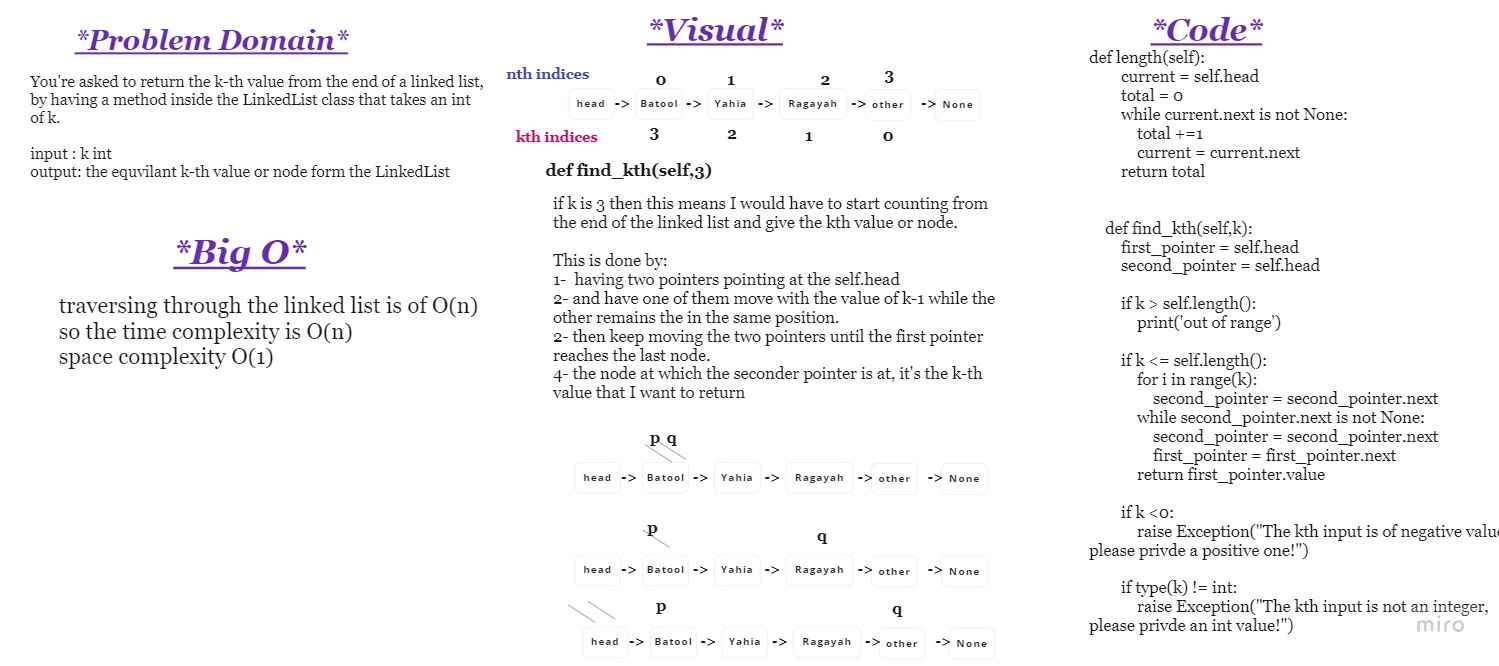 *Problem Domain*
You're asked to return the k-th value from the end of a linked list,
by having a method inside the LinkedList class that takes an int
of k.
input : k int
output: the equvilant k-th value or node form the LinkedList
*Big O*
traversing through the linked list is of O(n)
so the time complexity is O(n)
space complexity O(1)
*Visual*
nth indices 0 1 2 3
head -> Batool -> Yahia -> Ragayah -> other -> None
kth indices 3 2 1 0
def find_kth(self,3)
if k is 3 then this means I would have to start counting from
the end of the linked list and give the kth value or node.
This is done by:
1- having two pointers pointing at the self.head
2- and have one of them move with the value of k-1 while the
other remains the in the same position.
2- then keep moving the two pointers until the first pointer
reaches the last node.
4- the node at which the seconder pointer is at, it's the k-th
value that I want to return
p q
head -> Batool -> Yahia -> Ragayah -> other -> None
p q
head -> Batool -> Yahia -> Ragayah -> other -> None
p q
head -> Batool -> Yahia -> Ragayah -> other -> None
*Code*
def length(self):
current = self.head
total = 0
while current.next is not None:
total +=1
current = current.next
return total
def find_kth(self,k):
first_pointer = self.head
second_pointer = self.head
if k > self.length():
print('out of range')
if k <= self.length():
for i in range(k):
second_pointer = second_pointer.next
while second_pointer.next is not None:
second_pointer = second_pointer.next
first_pointer = first_pointer.next
return first_pointer.value
if k <0:
raise Exception("The kth input is of negative valu
please privde a positive one!")
if type(k) != int:
raise Exception("The kth input is not an integer,
please privde an int value!")
miro